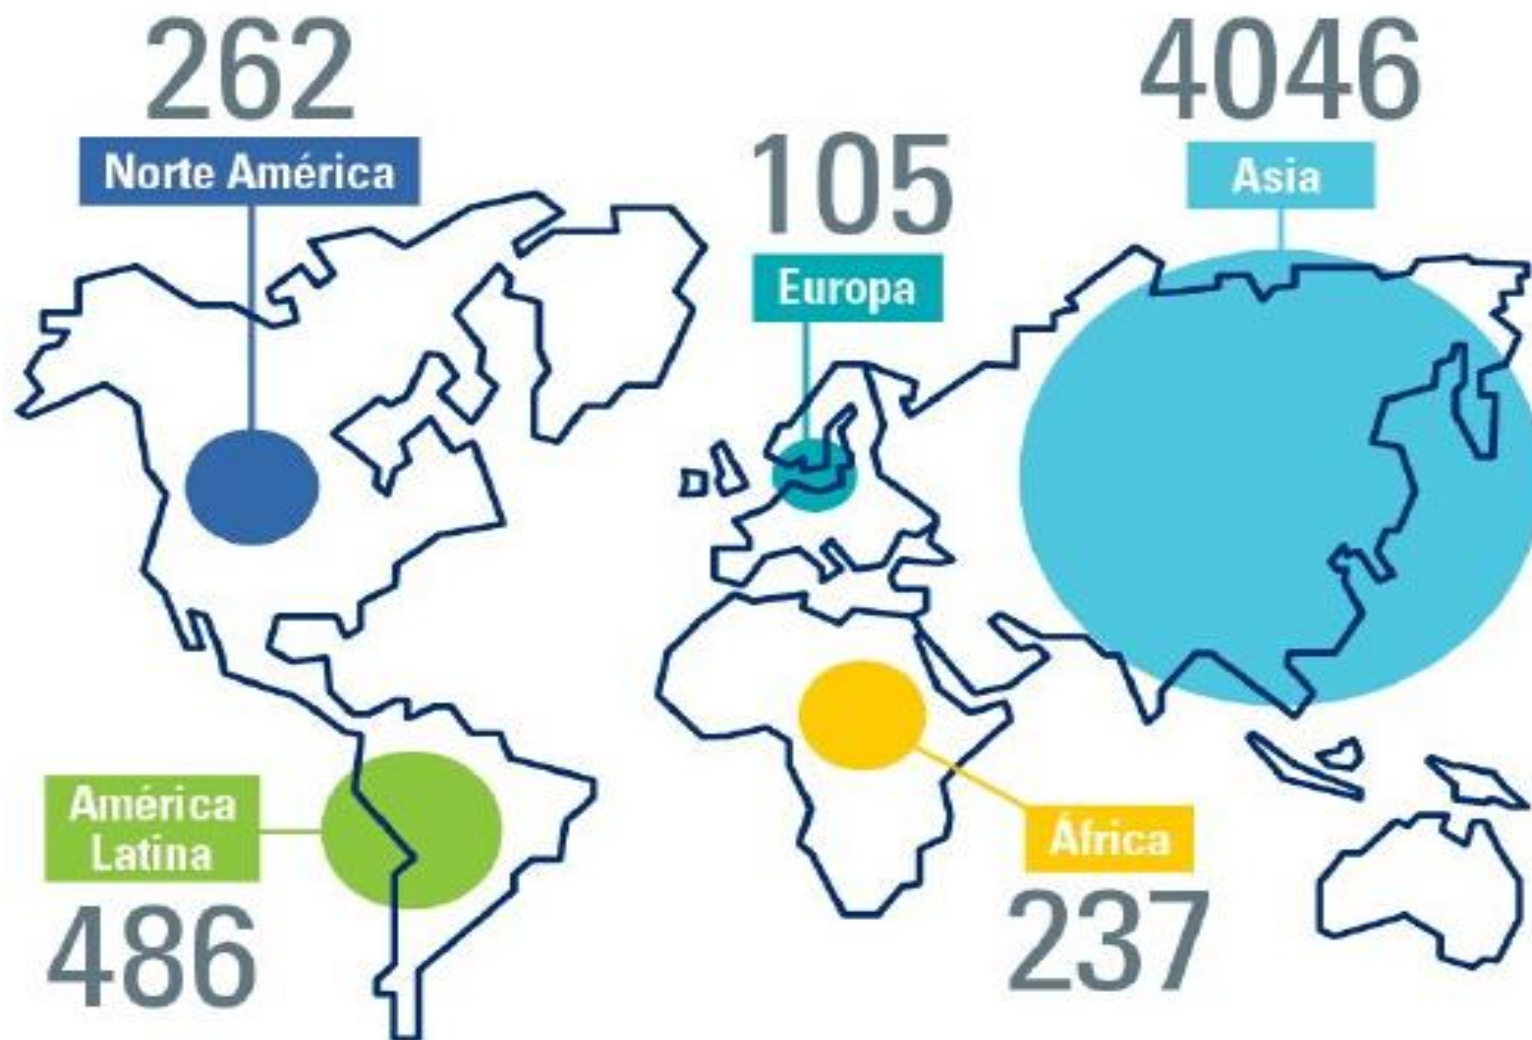 262
Norte América
105
Europa
4046
Asia
América
Latina
486
África
237